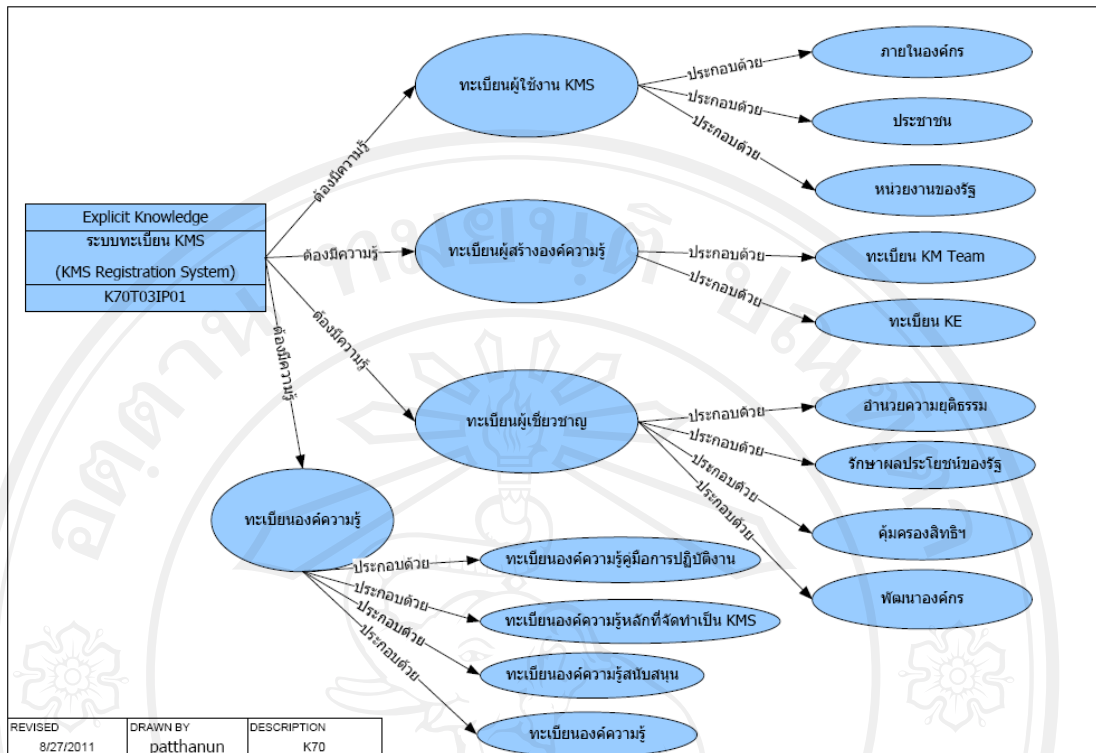 ภายในองค์กร
ประกอบด้วย
ทะเบียนผู้ใช้งาน KMS
ประกอบด้วย
ประชาชน
ประกอบด้วย
หน่วยงานของรัฐ
ต้องมีความรู้
Explicit Knowledge
ระบบทะเบียน KMS
(KMS Registration System)
K70T03IP01
ต้องมีความรู้
ทะเบียนผู้สร้างองค์ความรู้
ประกอบด้วย
ทะเบียน KM Team
ประกอบด้วย
ทะเบียน KE
ต้องมีความรู้
ต้องมีความรู้
ทะเบียนผู้เชี่ยวชาญ
ประกอบด้วย
อำนวยความยุติธรรม
ประกอบด้วย
รักษาผลประโยชน์ของรัฐ
ประกอบด้วย
คุ้มครองสิทธิฯ
ประกอบด้วย
พัฒนาองค์กร
ทะเบียนองค์ความรู้
ประกอบด้วย
ทะเบียนองค์ความรู้คู่มือการปฏิบัติงาน
ประกอบด้วย
ทะเบียนองค์ความรู้หลักที่จัดทำเป็น KMS
ประกอบด้วย
ทะเบียนองค์ความรู้สนับสนุน
ประกอบด้วย
ทะเบียนองค์ความรู้
REVISED
8/27/2011
DRAWN BY
patthanun
DESCRIPTION
K70